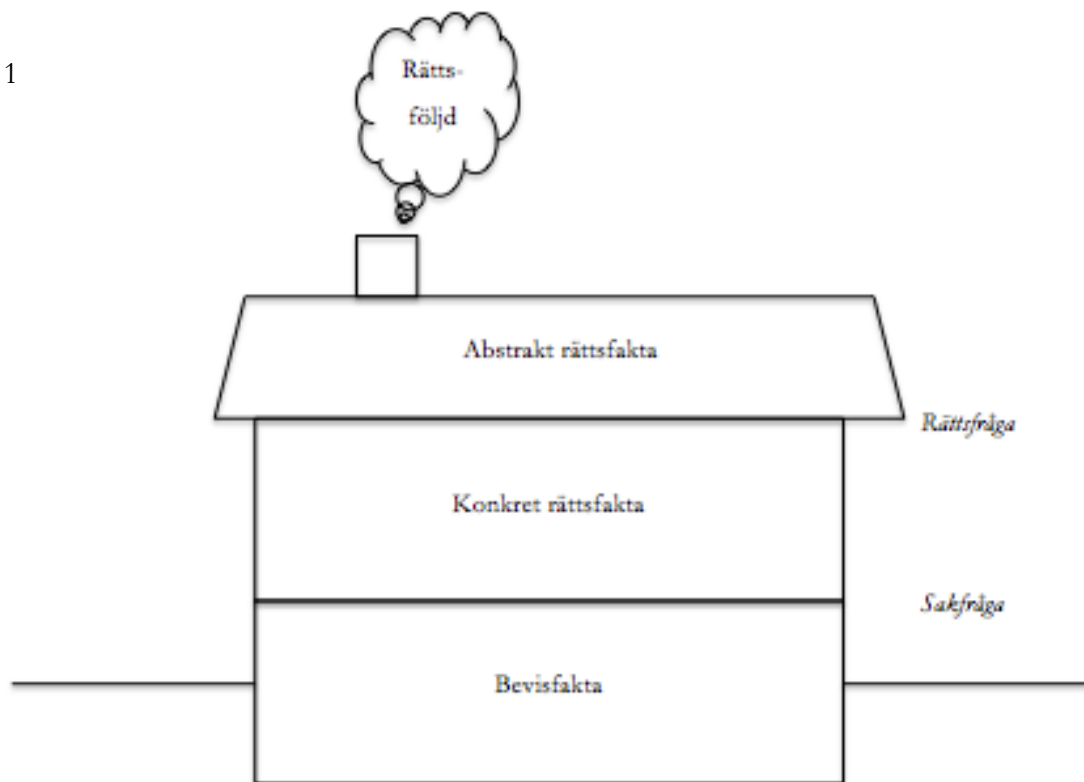 1
Rätts-
följd
Abstrakt rättsfakta
Rättsfråga
Konkret rättsfakta
Sakfråga
Bevisfakta